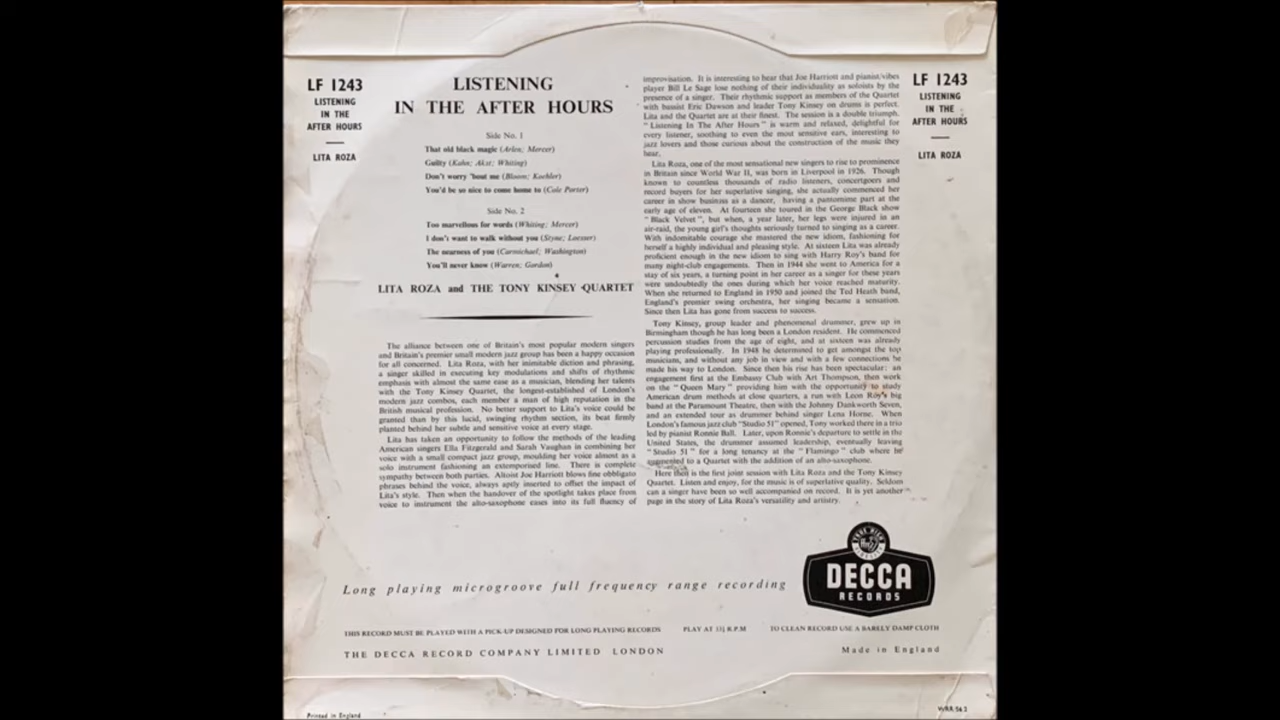 LF 1243
LISTENING
IN THE
AFTER HOURS
LITA ROZA
LISTENING
IN THE AFTER HOURS
Side No. 1
That old black magic (Arlen; Mercer)
Guilty (Kahn; Akst; Whiting)
Don't worry 'bout me (Bloom; Koehler)
You'd be so nice to come home to (Cole Porter)
Side No. 2
Too marvellous for words (Whiting; Mercer)
I don't want to walk without you (Styne; Loesser)
The nearness of you (Carmichael; Washington)
You'll never know (Warren; Gordon)
LITA ROZA and THE TONY KINSEY QUARTET
The alliance between one of Britain's most popular modern singers
and Britain's premier small modern jazz group has been a happy occasion
for all concerned. Lita Roza, with her inimitable diction and phrasing,
a singer skilled in executing key modulations and shifts of rhythmic
emphasis with almost the same ease as a musician, blending her talents
with the Tony Kinsey Quartet, the longest-established of London's
modern jazz combos, each member a man of high reputation in the
British musical profession. No better support to Lita's voice could be
granted than by this lucid, swinging rhythm section, its beat firmly
planted behind her subtle and sensitive voice at every stage.
Lita has taken an opportunity to follow the methods of the leading
American singers Ella Fitzgerald and Sarah Vaughan in combining her
voice with a small compact jazz group, moulding her voice almost as a
solo instrument fashioning an extemporised line. There is complete
sympathy between both parties. Altoist Joe Harriott blows fine obbligato
phrases behind the voice, always aptly inserted to offset the impact of
Lita's style. Then when the handover of the spotlight takes place from
voice to instrument the alto-saxophone eases into its full fluency of
improvisation. It is interesting to hear that Joe Harriott and pianist/vibes
player Bill Le Sage lose nothing of their individuality as soloists by the
presence of a singer. Their rhythmic support as members of the Quartet
with bassist Eric Dawson and leader Tony Kinsey on drums is perfect.
Lita and the Quartet are at their finest. The session is a double triumph.
"Listening In The After Hours" is warm and relaxed, delightful for
every listener, soothing to even the most sensitive ears, interesting to
jazz lovers and those curious about the construction of the music they
hear.
Lita Roza, one of the most sensational new singers to rise to prominence
in Britain since World War II, was born in Liverpool in 1926. Though
known to countless thousands of radio listeners, concertgoers and
record buyers for her superlative singing, she actually commenced her
career in show business as a dancer, having a pantomime part at the
early age of eleven. At fourteen she toured in the George Black show
"Black Velvet", but when, a year later, her legs were injured in an
air-raid, the young girl's thoughts seriously turned to singing as a career.
With indomitable courage she mastered the new idiom, fashioning for
herself a highly individual and pleasing style. At sixteen Lita was already
proficient enough in the new idiom to sing with Harry Roy's band for
many night-club engagements. Then in 1944 she went to America for a
stay of six years, a turning point in her career as a singer for these years
were undoubtedly the ones during which her voice reached maturity.
When she returned to England in 1950 and joined the Ted Heath band,
England's premier swing orchestra, her singing became a sensation.
Since then Lita has gone from success to success.
Tony Kinsey, group leader and phenomenal drummer, grew up in
Birmingham though he has long been a London resident. He commenced
percussion studies from the age of eight, and at sixteen was already
playing professionally. In 1948 he determined to get amongst the top
musicians, and without any job in view and with a few connections he
made his way to London. Since then his rise has been spectacular: an
engagement first at the Embassy Club with Art Thompson, then work
on the "Queen Mary" providing him with the opportunity to study
American drum methods at close quarters, a run with Leon Roy's big
band at the Paramount Theatre, then with the Johnny Dankworth Seven,
and an extended tour as drummer behind singer Lena Horne. When
London's famous jazz club "Studio 51" opened, Tony worked there in a trio
led by pianist Ronnie Ball. Later, upon Ronnie's departure to settle in the
United States, the drummer assumed leadership, eventually leaving
"Studio 51" for a long tenancy at the "Flamingo" club where he
augmented to a Quartet with the addition of an alto-saxophone.
Here then is the first joint session with Lita Roza and the Tony Kinsey
Quartet. Listen and enjoy, for the music is of superlative quality. Seldom
can a singer have been so well accompanied on record. It is yet another
page in the story of Lita Roza's versatility and artistry.
LF 1243
LISTENING
IN THE
AFTER HOURS
LITA ROZA
DECCA
RECORDS
Long playing microgroove full frequency range recording
THIS RECORD MUST BE PLAYED WITH A PICK-UP DESIGNED FOR LONG PLAYING RECORDS PLAY AT 33⅓ R.P.M TO CLEAN RECORD USE A BARELY DAMP CLOTH
THE DECCA RECORD COMPANY LIMITED LONDON
Made in England
Printed in England